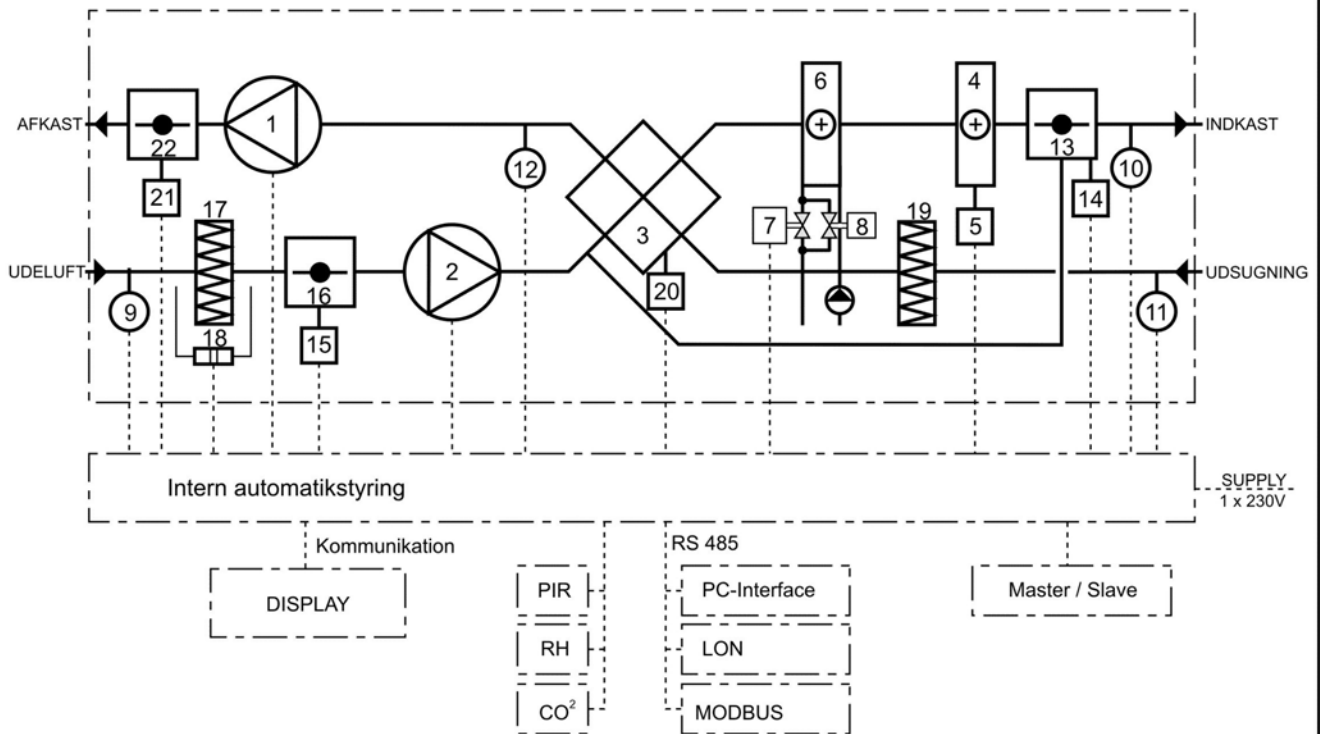 6
4
AFKAST
22
1
12
13
10
INDKAST
21
17
3
7
8
5
19
14
UDELUFT
9
16
2
20
UDSUGNING
11
18
15
Intern automatikstyring
SUPPLY
1 x 230V
Kommunikation
RS 485
DISPLAY
PIR
PC-Interface
Master / Slave
RH
LON
CO²
MODBUS